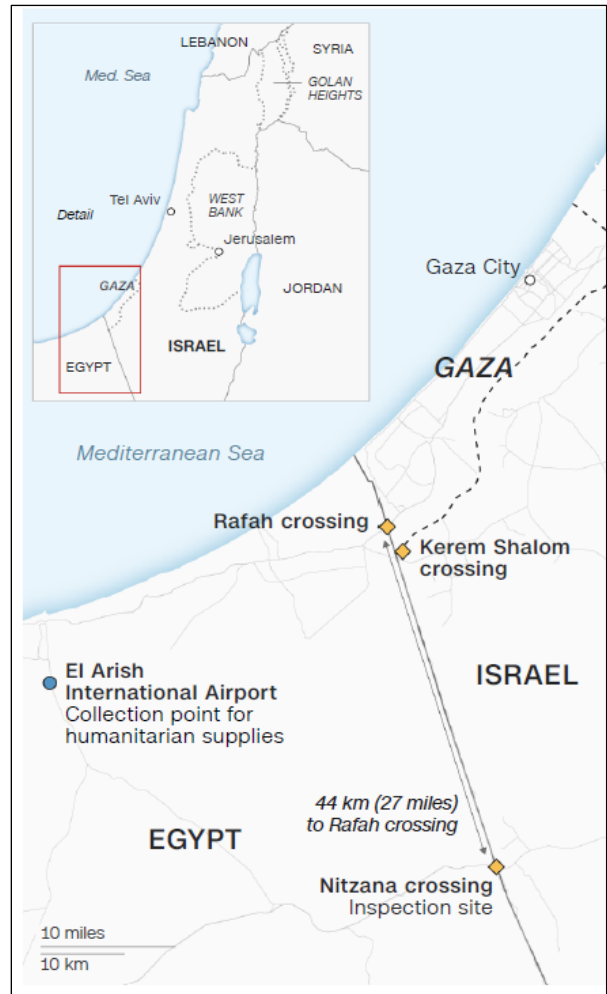 LEBANON
SYRIA
Med. Sea
GOLAN
HEIGHTS
Tel Aviv
WEST
BANK
Detail
Jerusalem
GAZA
JORDAN
ISRAEL
EGYPT
Gaza City
GAZA
Mediterranean Sea
Rafah crossing
Kerem Shalom
crossing
El Arish
International Airport
Collection point for
humanitarian supplies
ISRAEL
44 km (27 miles)
to Rafah crossing
EGYPT
Nitzana crossing
Inspection site
10 miles
10 km